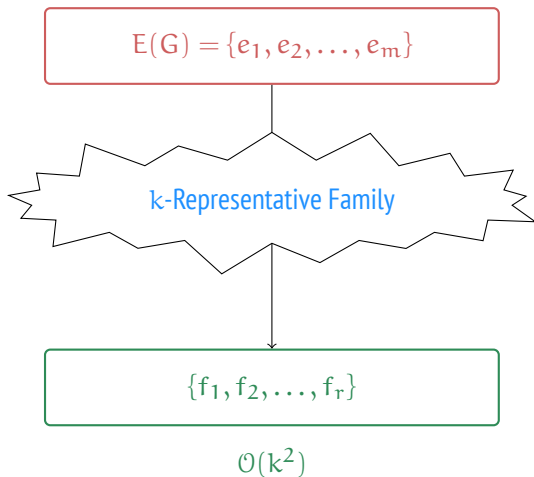 E(G) = {e₁, e₂, . . . , eₘ}
k-Representative Family
{f₁, f₂, . . . , fᵣ}
𝒪(k²)